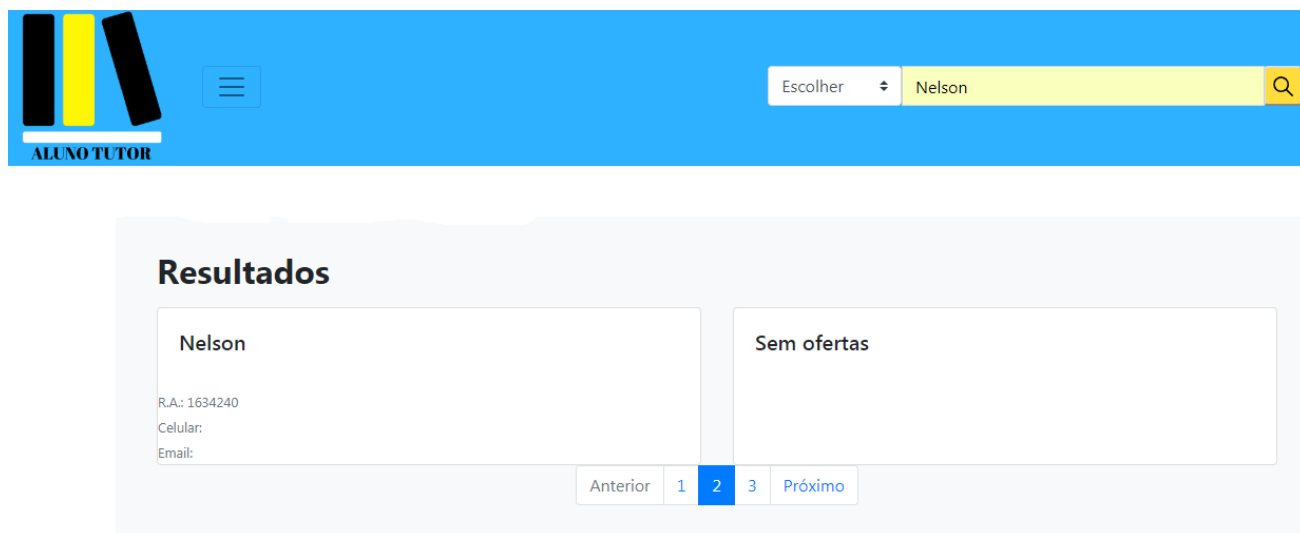 ALUNO TUTOR
Escolher
Nelson
Resultados
Nelson
R.A.: 1634240
Celular:
Email:
Sem ofertas
Anterior 1 2 3 Próximo